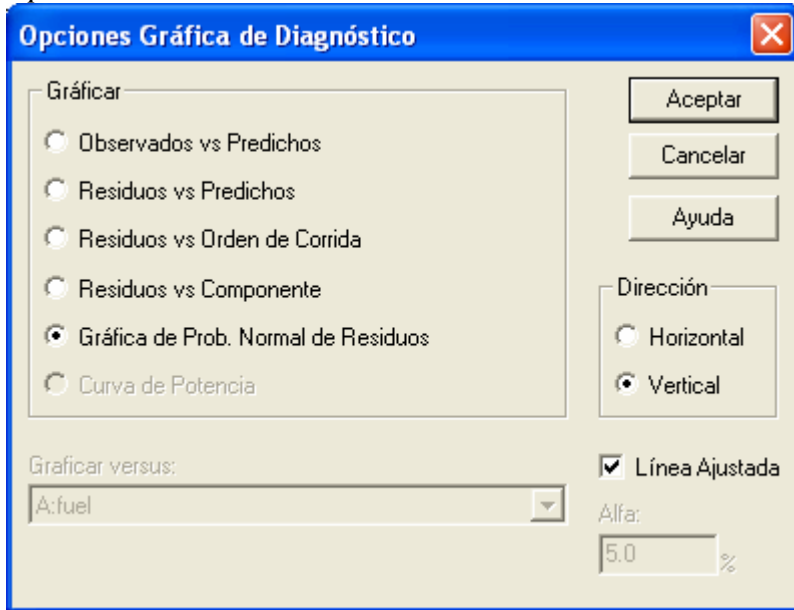 Opciones Gráfica de Diagnóstico
Gráficar
Observados vs Predichos
Residuos vs Predichos
Residuos vs Orden de Corrida
Residuos vs Componente
Gráfica de Prob. Normal de Residuos
Curva de Potencia
Graficar versus:
A:fuel
Aceptar
Cancelar
Ayuda
Dirección
Horizontal
Vertical
Línea Ajustada
Alfa:
5.0 %